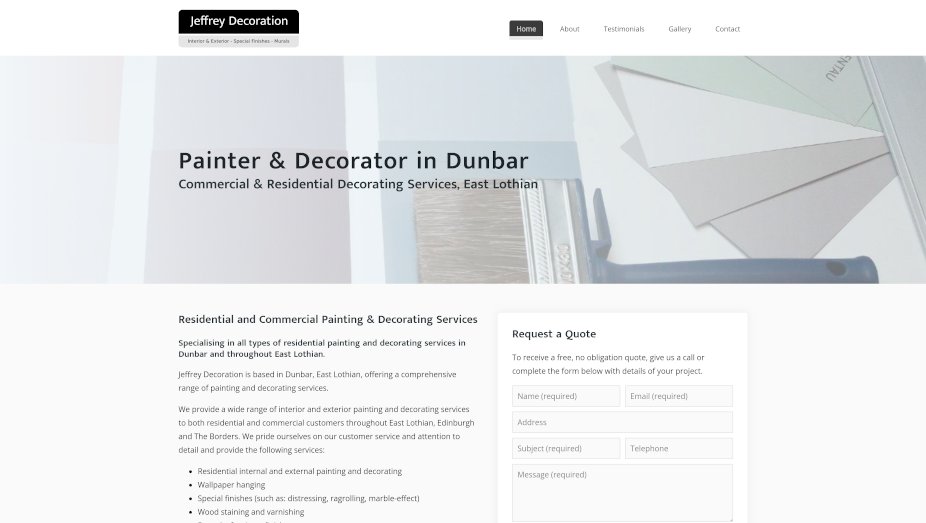 Jeffrey Decoration
Interior & Exterior - Special Finishes - Murals
Home
About
Testimonials
Gallery
Contact
Painter & Decorator in Dunbar
Commercial & Residential Decorating Services, East Lothian
Residential and Commercial Painting & Decorating Services
Specialising in all types of residential painting and decorating services in
Dunbar and throughout East Lothian.
Jeffrey Decoration is based in Dunbar, East Lothian, offering a comprehensive
range of painting and decorating services.
We provide a wide range of interior and exterior painting and decorating services
to both residential and commercial customers throughout East Lothian, Edinburgh
and The Borders. We pride ourselves on our customer service and attention to
detail and provide the following services:
Residential internal and external painting and decorating
Wallpaper hanging
Special finishes (such as: distressing, ragrolling, marble-effect)
Wood staining and varnishing
Request a Quote
To receive a free, no obligation quote, give us a call or
complete the form below with details of your project.
Name (required)
Email (required)
Address
Subject (required)
Telephone
Message (required)